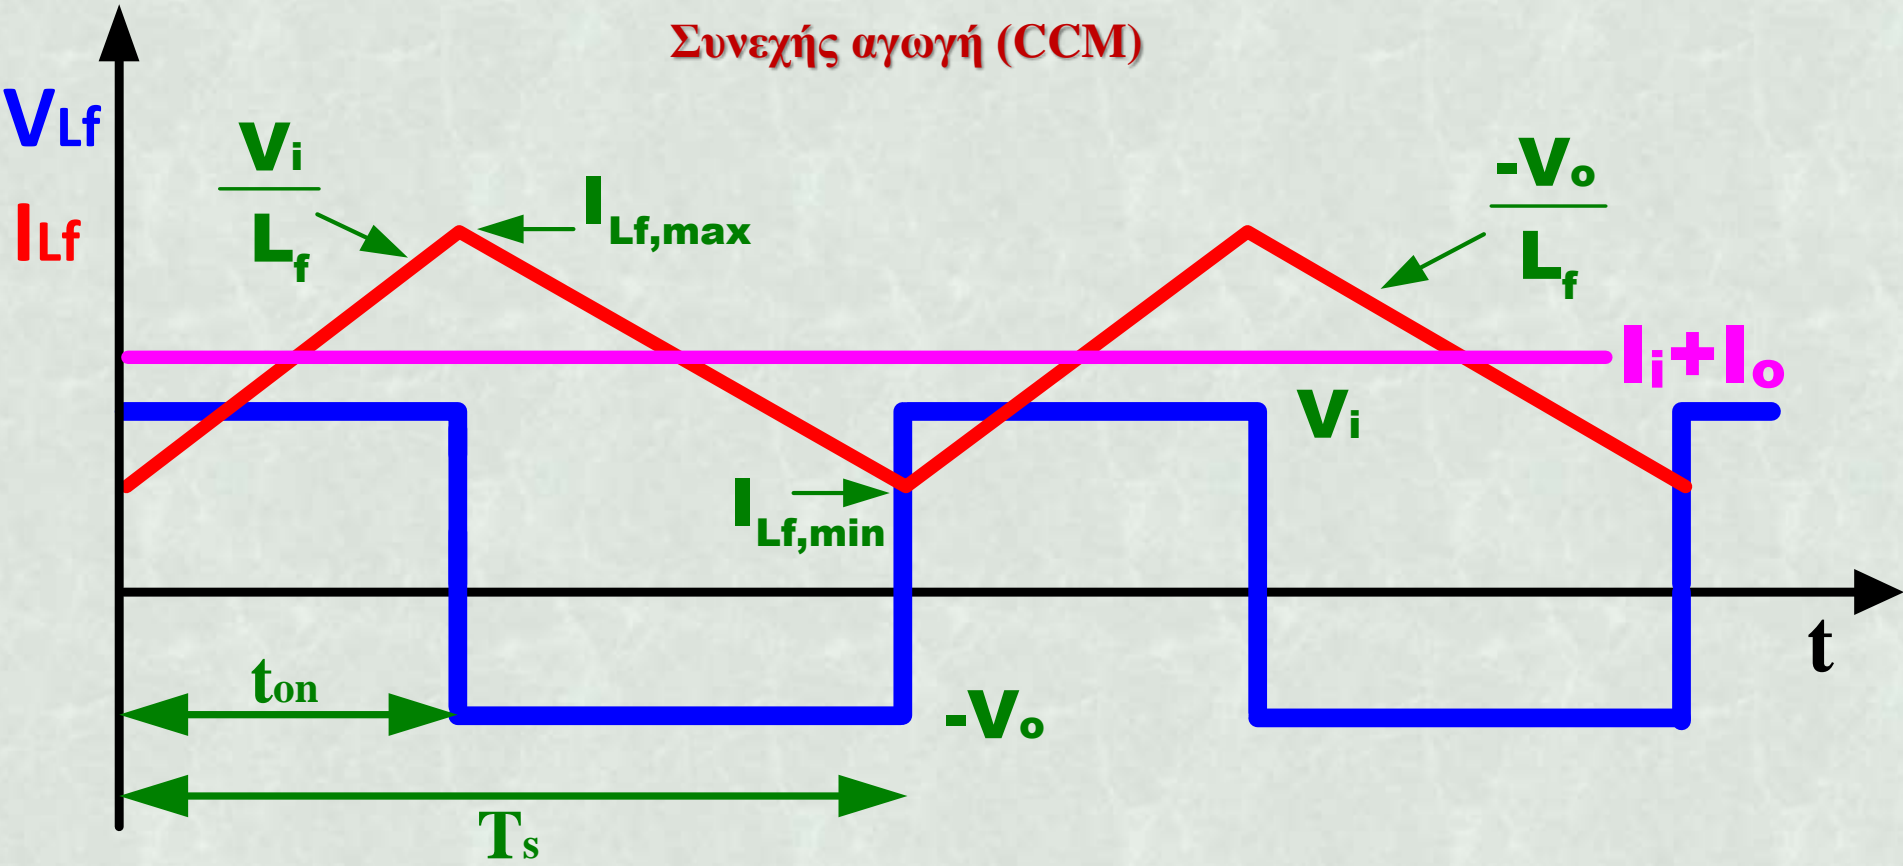 Συνεχής αγωγή (CCM)
VLf
ILf
Vi
Lf
ILf,max
-Vo
Lf
Ii+Io
Vi
ILf,min
t
ton
-Vo
Ts